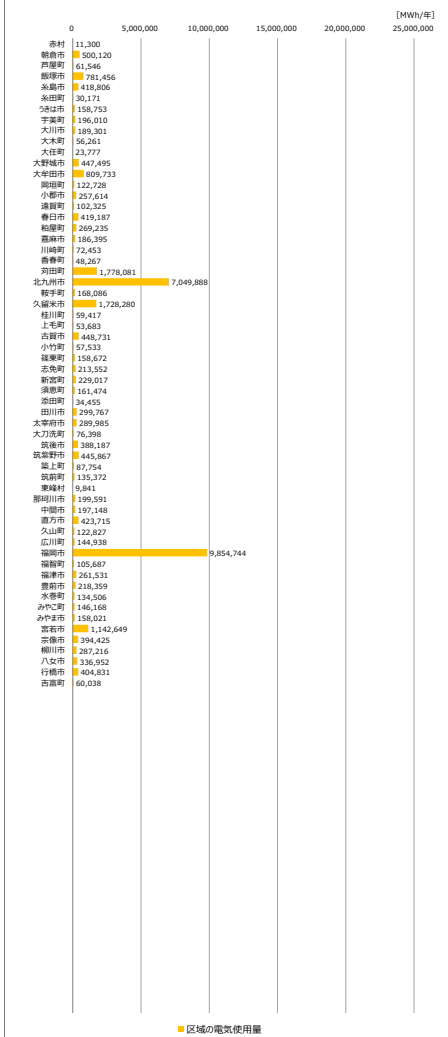 [MWh/年]
0 5,000,000 10,000,000 15,000,000 20,000,000 25,000,000
赤村 11,300
朝倉市 500,120
芦屋町 61,546
飯塚市 781,456
糸島市 418,806
糸田町 30,171
うきは市 158,753
宇美町 196,010
大川市 189,301
大木町 56,261
大任町 23,777
大野城市 447,495
大牟田市 809,733
岡垣町 122,728
小郡市 257,614
遠賀町 102,325
春日市 419,187
粕屋町 269,235
嘉麻市 186,395
川崎町 72,453
香春町 48,267
苅田町 1,778,081
北九州市 7,049,888
鞍手町 168,086
久留米市 1,728,280
桂川町 59,417
上毛町 53,683
古賀市 448,731
小竹町 57,533
篠栗町 158,672
志免町 213,552
新宮町 229,017
須恵町 161,474
添田町 34,455
田川市 299,767
太宰府市 289,985
大刀洗町 76,398
筑後市 388,187
筑紫野市 445,867
築上町 87,754
筑前町 135,372
東峰村 9,841
那珂川市 199,591
中間市 197,148
直方市 423,715
久山町 122,827
広川町 144,938
福岡市 9,854,744
福智町 105,687
福津市 261,531
豊前市 218,359
水巻町 134,506
みやこ町 146,168
みやま市 158,021
宮若市 1,142,649
宗像市 394,425
柳川市 287,216
八女市 336,952
行橋市 404,831
吉富町 60,038
区域の電気使用量